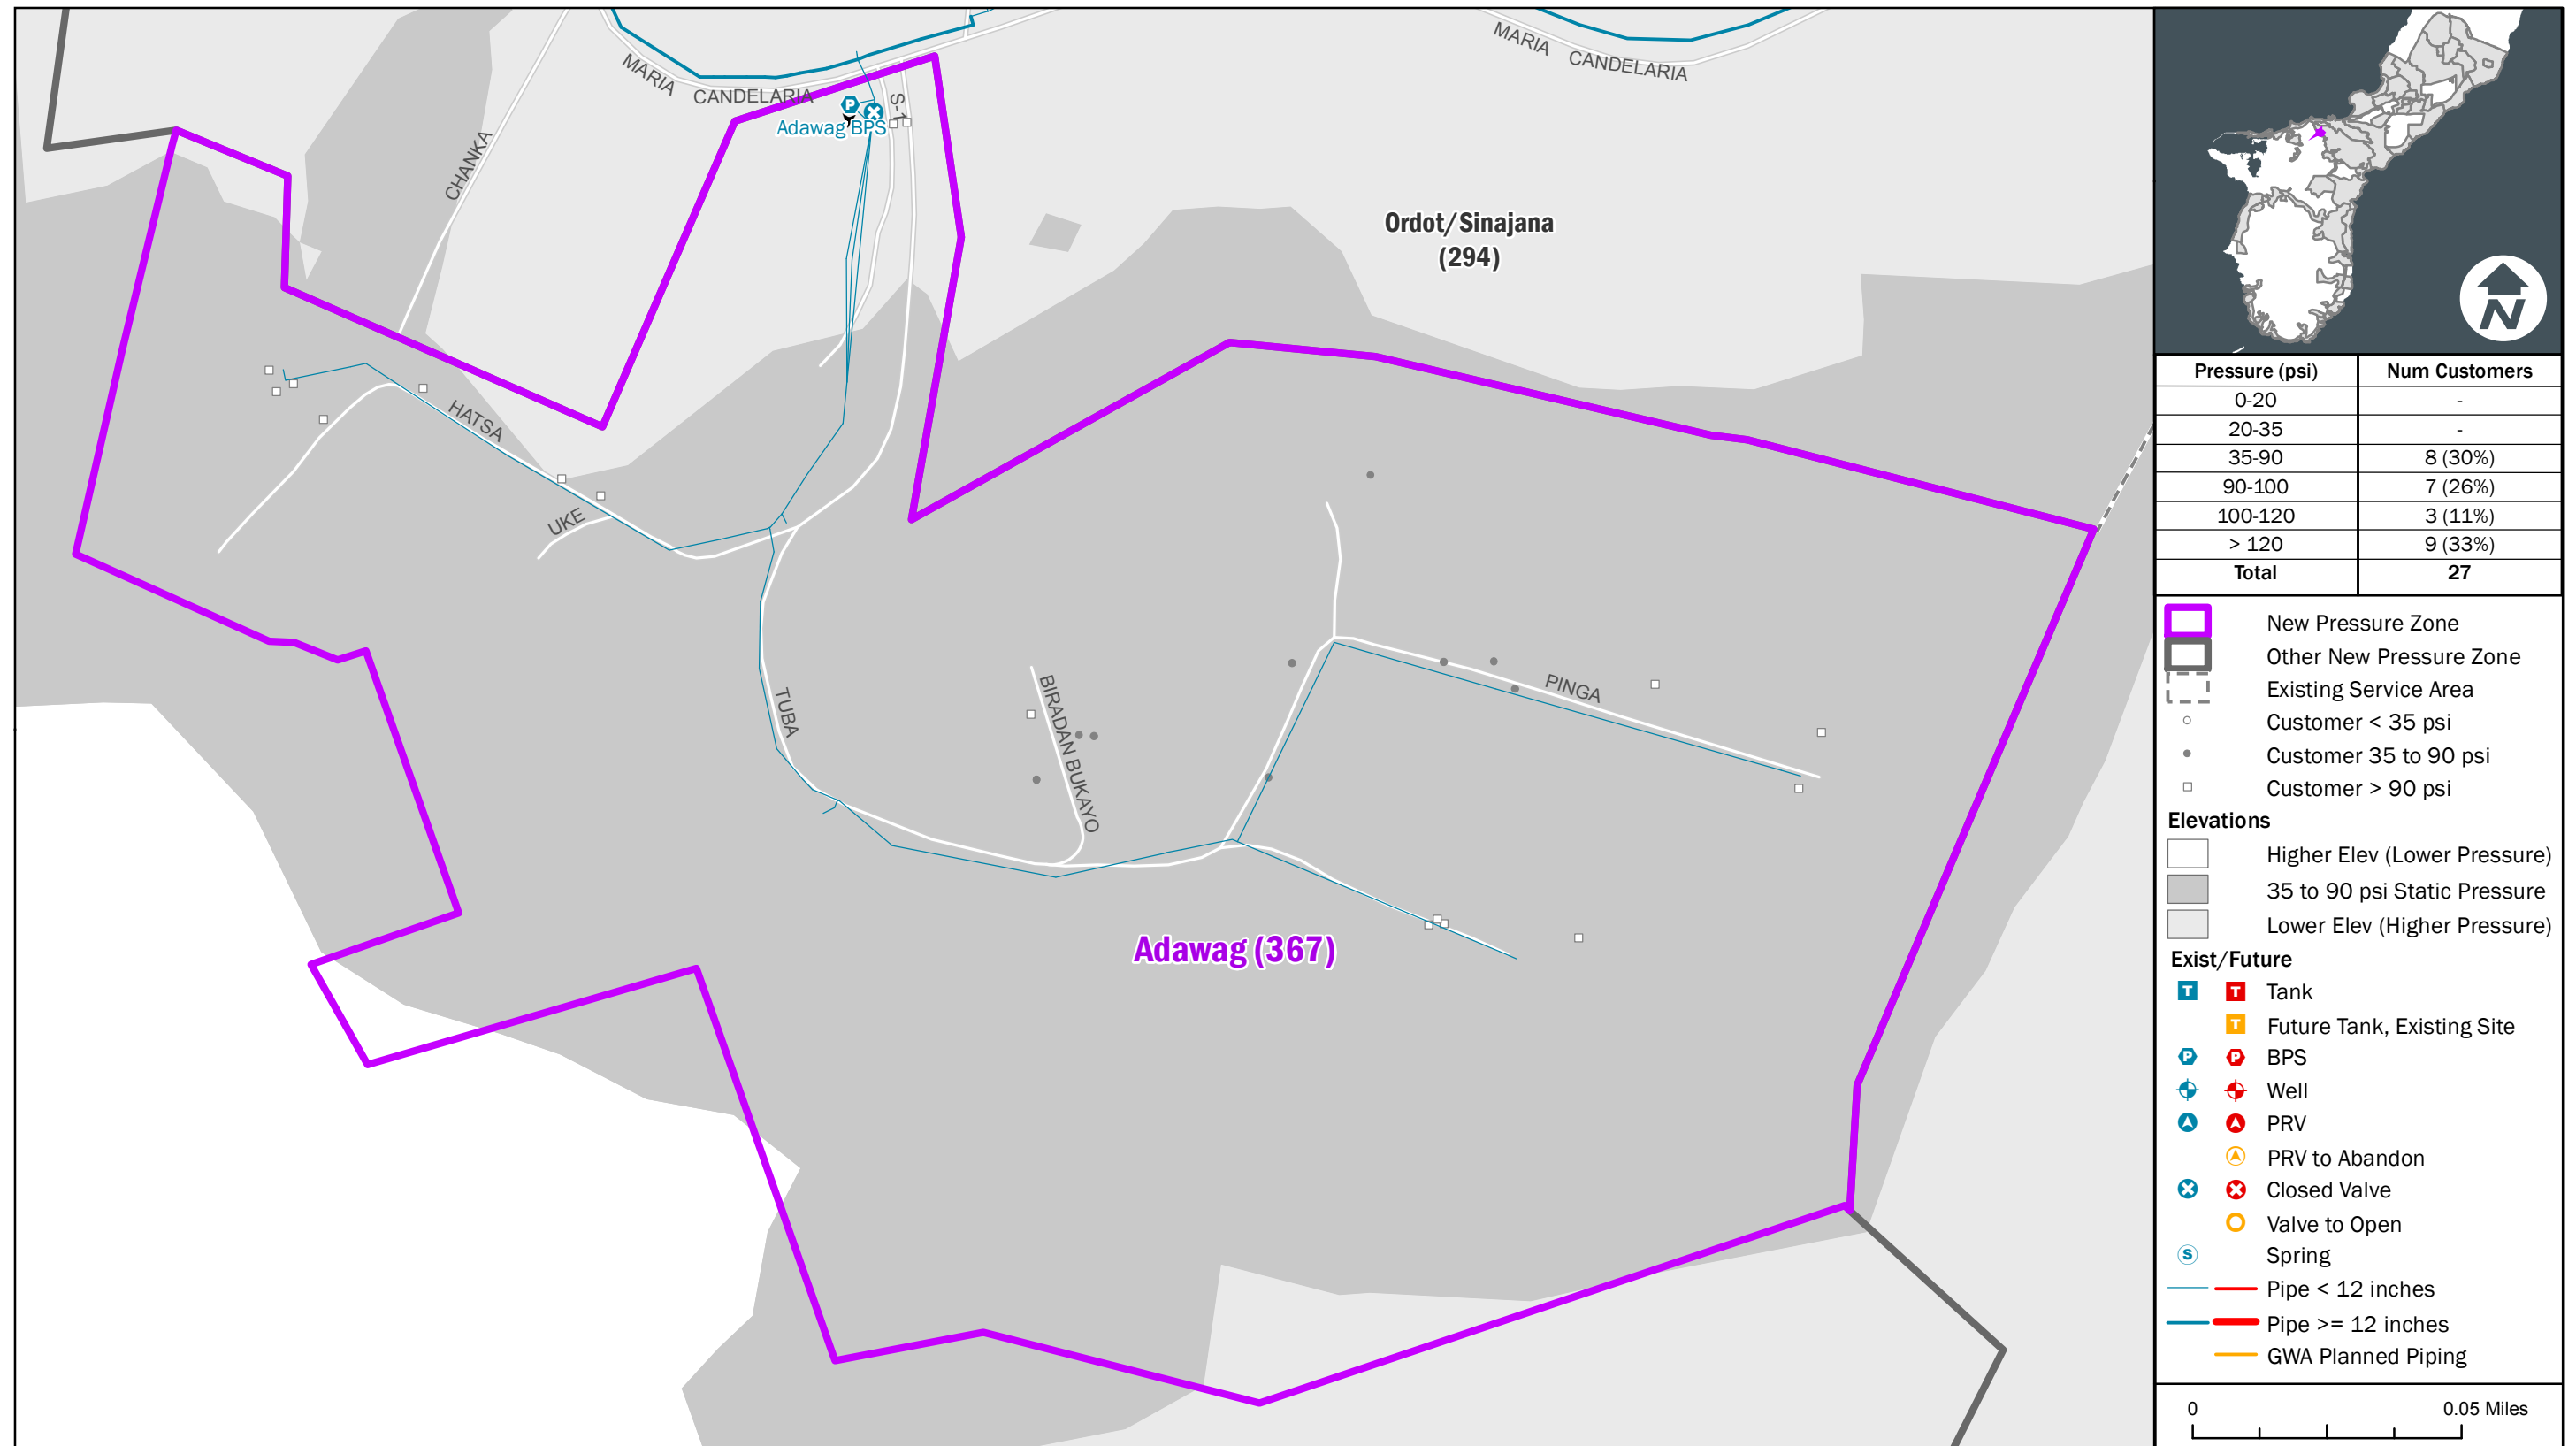 MARIA CANDELARIA
MARIA CANDELARIA
CHANKA
S-1
P
Adawag BPS
Ordot/Sinajana
(294)
HATSA
UKE
TUBA
BIRADAN BUKAYO
PINGA
Adawag (367)
N
Pressure (psi) Num Customers
0-20 -
20-35 -
35-90 8 (30%)
90-100 7 (26%)
100-120 3 (11%)
> 120 9 (33%)
Total 27
New Pressure Zone
Other New Pressure Zone
Existing Service Area
Customer < 35 psi
Customer 35 to 90 psi
Customer > 90 psi
Elevations
Higher Elev (Lower Pressure)
35 to 90 psi Static Pressure
Lower Elev (Higher Pressure)
Exist/Future
T T Tank
T Future Tank, Existing Site
P P BPS
Well
PRV
PRV to Abandon
Closed Valve
Valve to Open
S Spring
Pipe < 12 inches
Pipe >= 12 inches
GWA Planned Piping
0 0.05 Miles